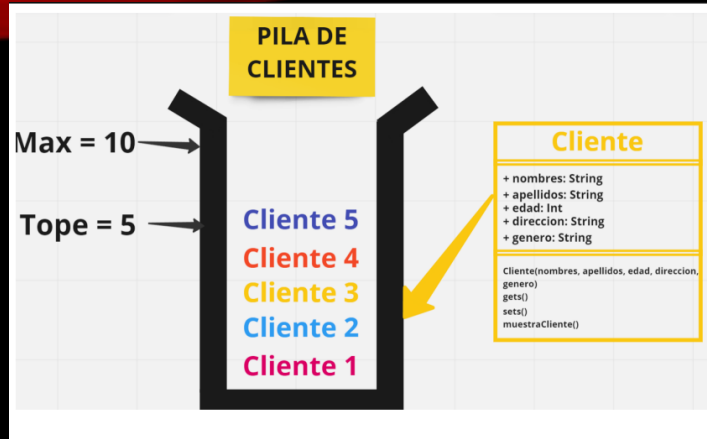 PILA DE
CLIENTES
Max = 10
Tope = 5
Cliente 5
Cliente 4
Cliente 3
Cliente 2
Cliente 1
Cliente
+ nombres: String
+ apellidos: String
+ edad: Int
+ direccion: String
+ genero: String
Cliente(nombres, apellidos, edad, direccion,
genero)
gets()
sets()
muestraCliente()